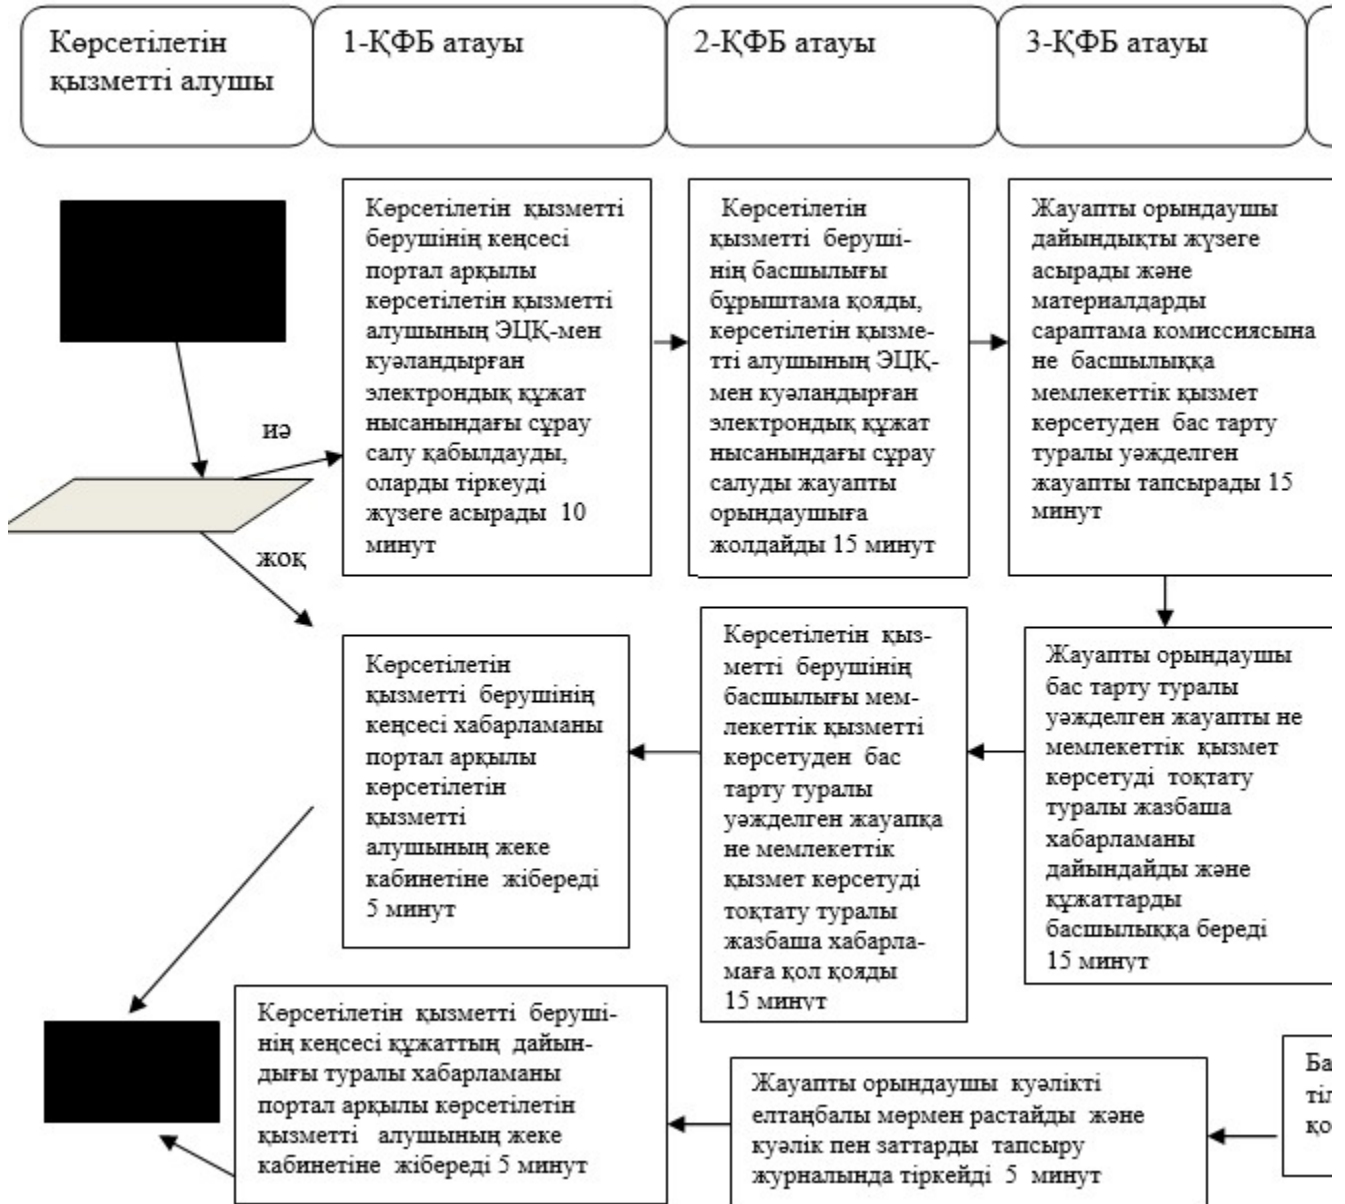 Көрсетілетін
қызметті алушы
1-ҚФБ атауы
2-ҚФБ атауы
3-ҚФБ атауы
Көрсетілетін қызметті
берушінің кеңсесі
портал арқылы
көрсетілетін қызметті
алушының ЭЦҚ-мен
куәландырған
электрондық құжат
нысанындағы сұрау
салу қабылдауды,
оларды тіркеуді
жүзеге асырады 10
минут
Көрсетілетін
қызметті беруші-
нің басшылығы
бұрыштама қояды,
көрсетілетін қызме-
тті алушының ЭЦҚ-
мен куәландырған
электрондық құжат
нысанындағы сұрау
салуды жауапты
орындаушыға
жолдайды 15 минут
Жауапты орындаушы
дайындықты жүзеге
асырады және
материалдарды
сараптама комиссиясына
не басшылыққа
мемлекеттік қызмет
көрсетуден бас тарту
туралы уәжделген
жауапты тапсырады 15
минут
иә
жоқ
Көрсетілетін
қызметті берушінің
кеңсесі хабарламаны
портал арқылы
көрсетілетін
қызметті
алушының жеке
кабинетіне жібереді
5 минут
Көрсетілетін қыз-
метті берушінің
басшылығы мем-
лекеттік қызметті
көрсетуден бас
тарту туралы
уәжделген жауапқа
не мемлекеттік
қызмет көрсетуді
тоқтату туралы
жазбаша хабарла-
маға қол қояды
15 минут
Жауапты орындаушы
бас тарту туралы
уәжделген жауапты не
мемлекеттік қызмет
көрсетуді тоқтату
туралы жазбаша
хабарламаны
дайындайды және
құжаттарды
басшылыққа береді
15 минут
Көрсетілетін қызметті беруші-
нің кеңсесі құжаттың дайын-
дығы туралы хабарламаны
портал арқылы көрсетілетін
қызметті алушының жеке
кабинетіне жібереді 5 минут
Жауапты орындаушы куәлікті
елтаңбалы мөрмен растайды және
куәлік пен заттарды тапсыру
журналында тіркейді 5 минут